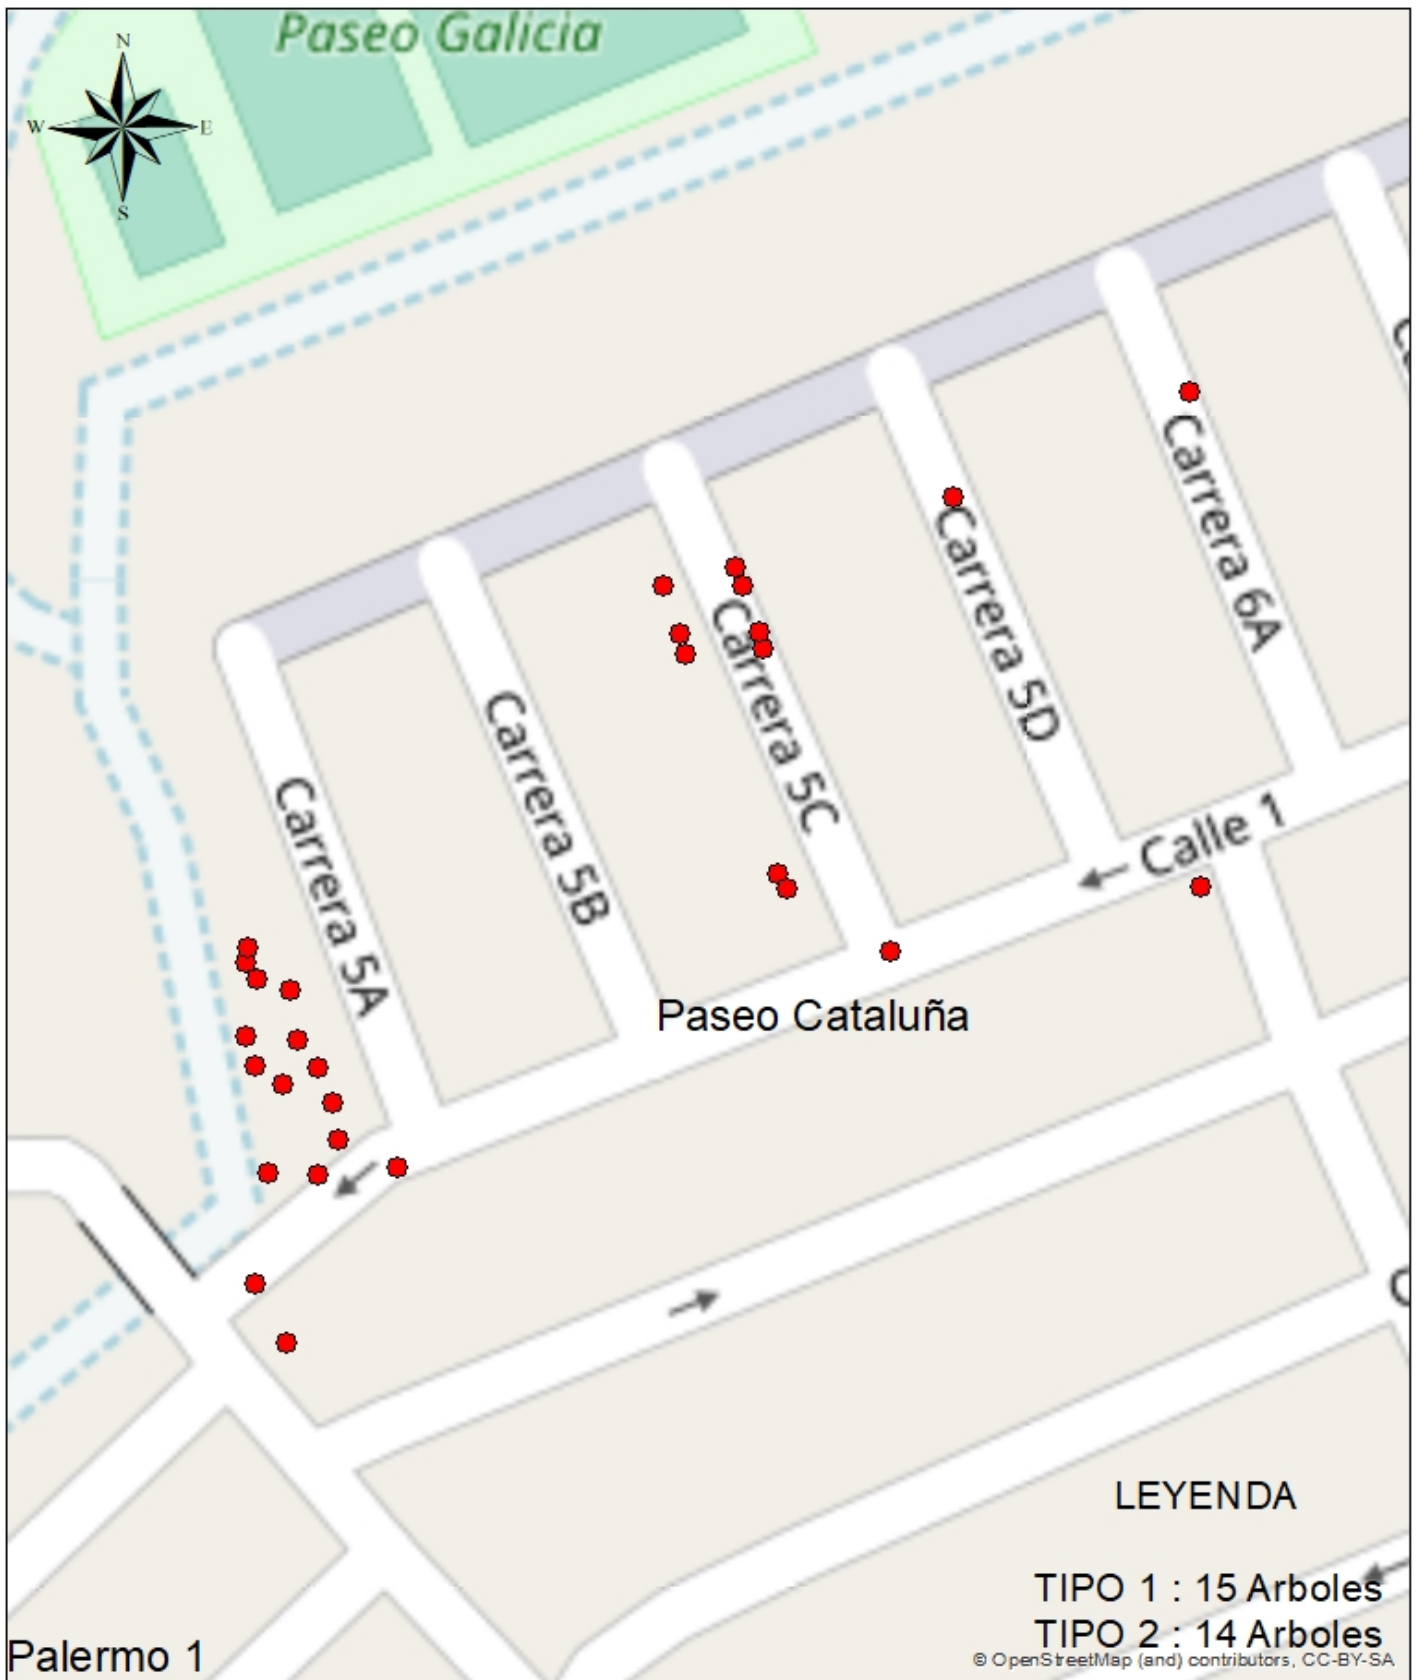 Paseo Galicia
N
W
E
S
Carrera 6A
Carrera 5D
Carrera 5C
Carrera 5B
Carrera 5A
Calle 1
Paseo Cataluña
LEYENDA
TIPO 1 : 15 Arboles
TIPO 2 : 14 Arboles
Palermo 1
© OpenStreetMap (and) contributors, CC-BY-SA